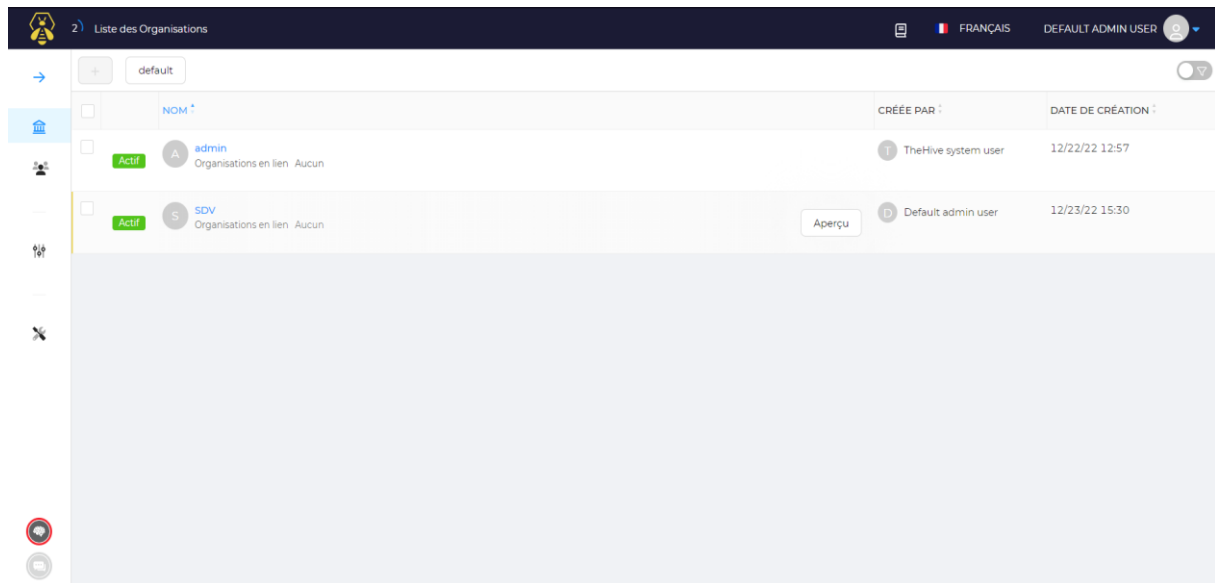 2 Liste des Organisations FRANÇAIS DEFAULT ADMIN USER
+ default
NOM CRÉÉE PAR DATE DE CRÉATION
Actif A admin T TheHive system user 12/22/22 12:57
Organisations en lien Aucun
Actif S SDV D Default admin user 12/23/22 15:30
Organisations en lien Aucun Aperçu